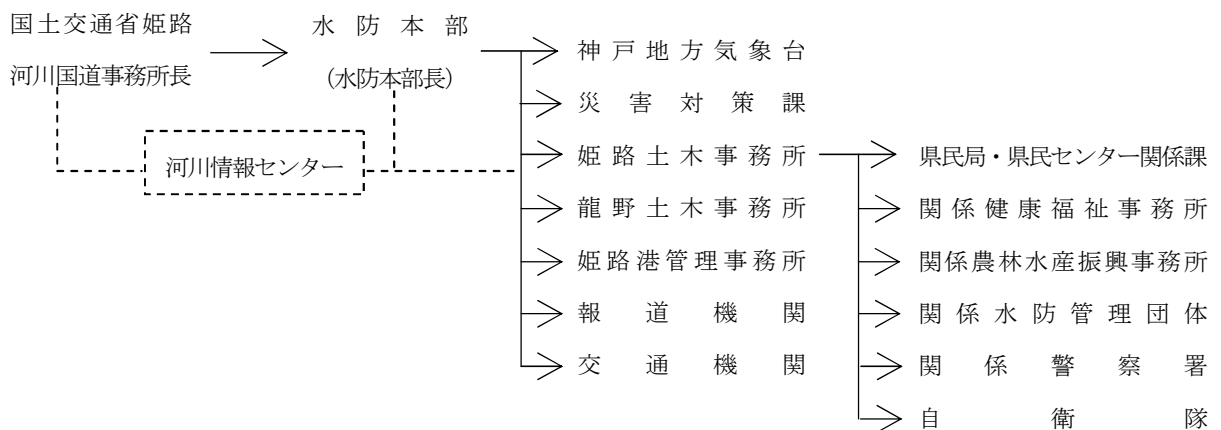 国土交通省姫路
河川国道事務所長
水防本部
（水防本部長）
河川情報センター
神戸地方気象台
災害対策課
姫路土木事務所
龍野土木事務所
姫路港管理事務所
報道機関
交通機関
県民局・県民センター関係課
関係健康福祉事務所
関係農林水産振興事務所
関係水防管理団体
関係警察署
自衛隊